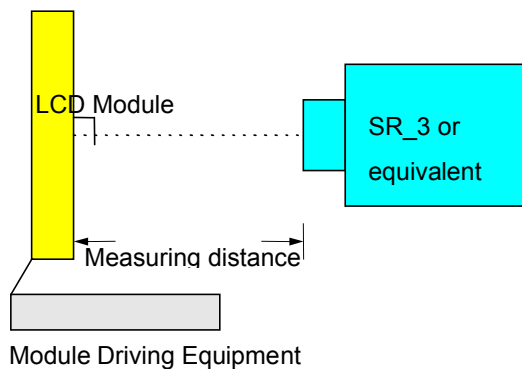 LCD Module
SR_3 or
equivalent
Measuring distance
Module Driving Equipment